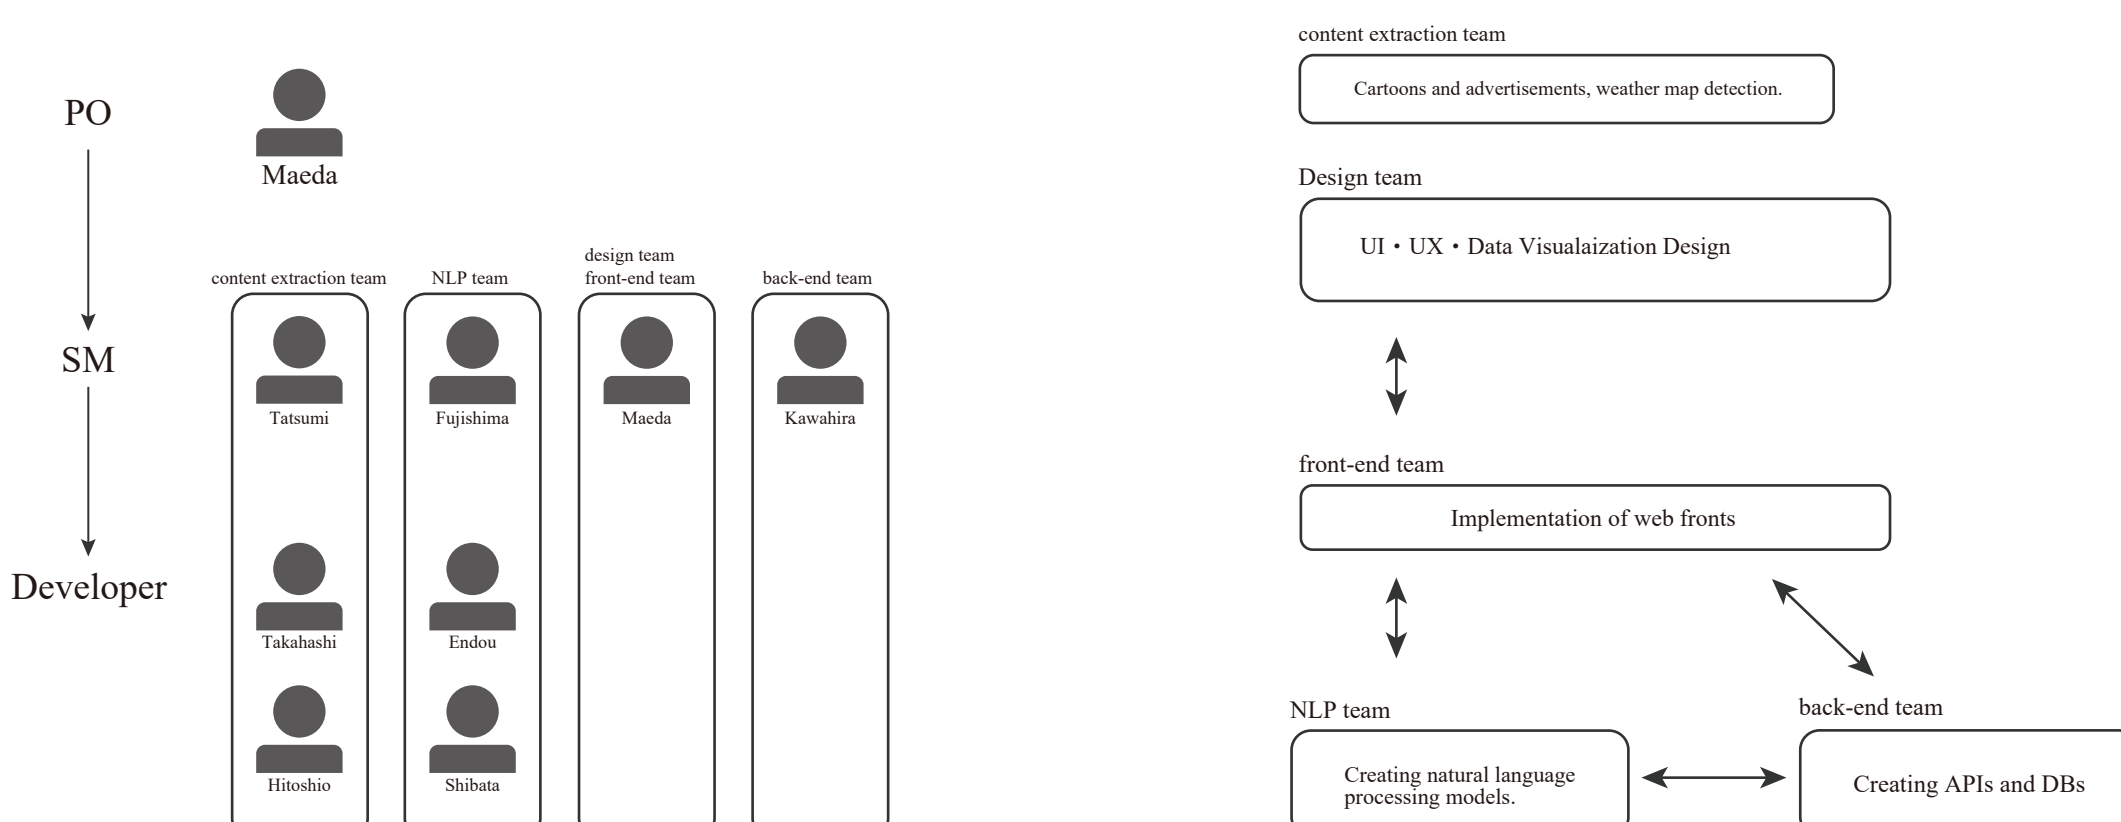 PO
Maeda
SM
Developer
content extraction team
NLP team
design team
front-end team
back-end team
Tatsumi
Fujishima
Maeda
Kawahira
Takahashi
Endou
Hitoshio
Shibata
content extraction team
Cartoons and advertisements, weather map detection.
Design team
UI・UX・Data Visualaization Design
front-end team
Implementation of web fronts
NLP team
Creating natural language
processing models.
back-end team
Creating APIs and DBs